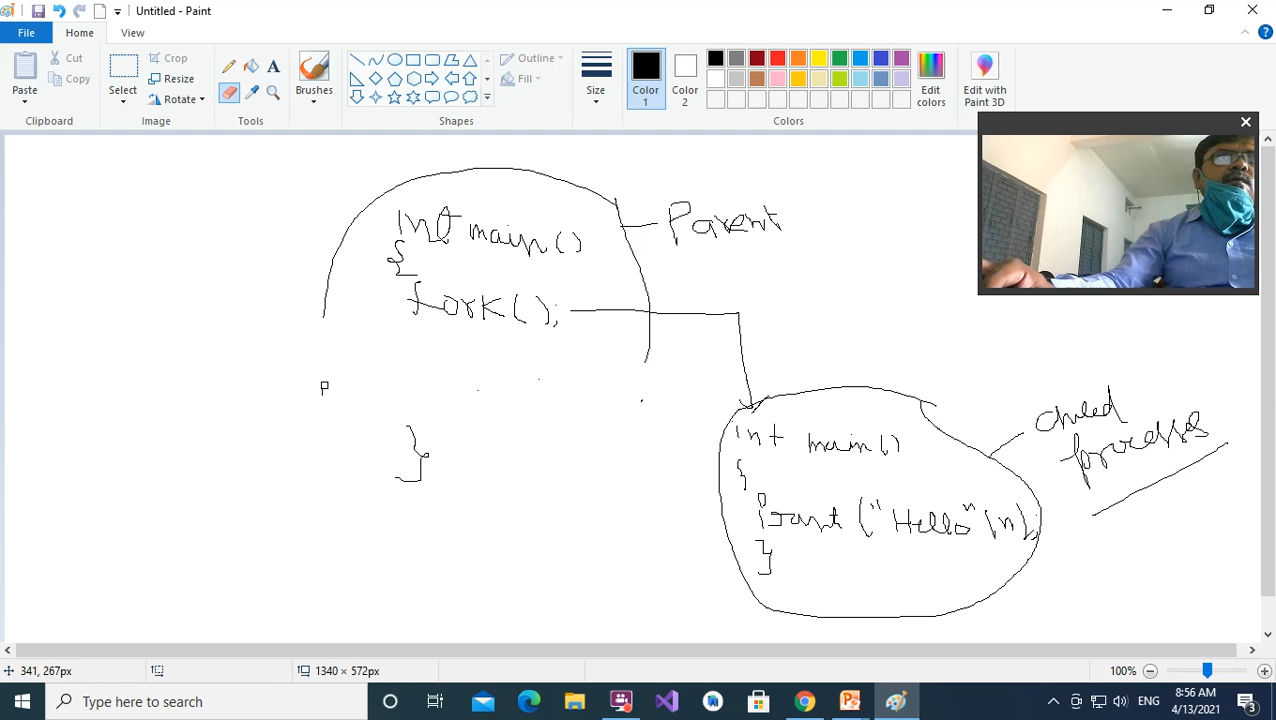 Untitled - Paint
File
Home
View
Paste
Cut
Copy
Clipboard
Select
Crop
Resize
Rotate
Image
Tools
Brushes
Shapes
Outline
Fill
Size
Color 1
Color 2
Colors
Edit colors
Edit with Paint 3D
int main()
{
fork();
}
Parent
int main()
{
Print ("Hello"\n);
}
child
process
341, 267px
1340 × 572px
100%
Type here to search
ENG
8:56 AM
4/13/2021
3